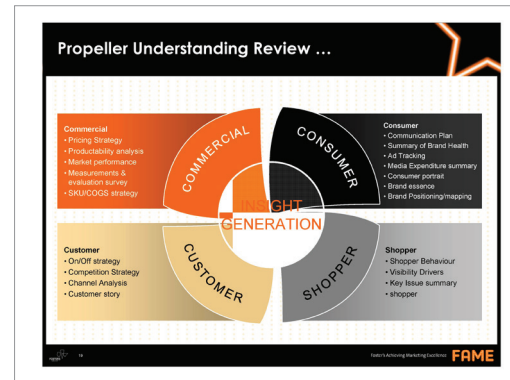 Propeller Understanding Review ...
Commercial
• Pricing Strategy
• Productability analysis
• Market performance
• Measurements &
evaluation survey
• SKU/COGS strategy
COMMERCIAL
CONSUMER
Consumer
• Communication Plan
• Summary of Brand Health
• Ad Tracking
• Media Expenditure summary
• Consumer portrait
• Brand essence
• Brand Positioning/mapping
INSIGHT
GENERATION
Customer
• On/Off strategy
• Competition Strategy
• Channel Analysis
• Customer story
CUSTOMER
SHOPPER
Shopper
• Shopper Behaviour
• Visibility Drivers
• Key Issue summary
• shopper
Foster's Achieving Marketing Excellence
FAME